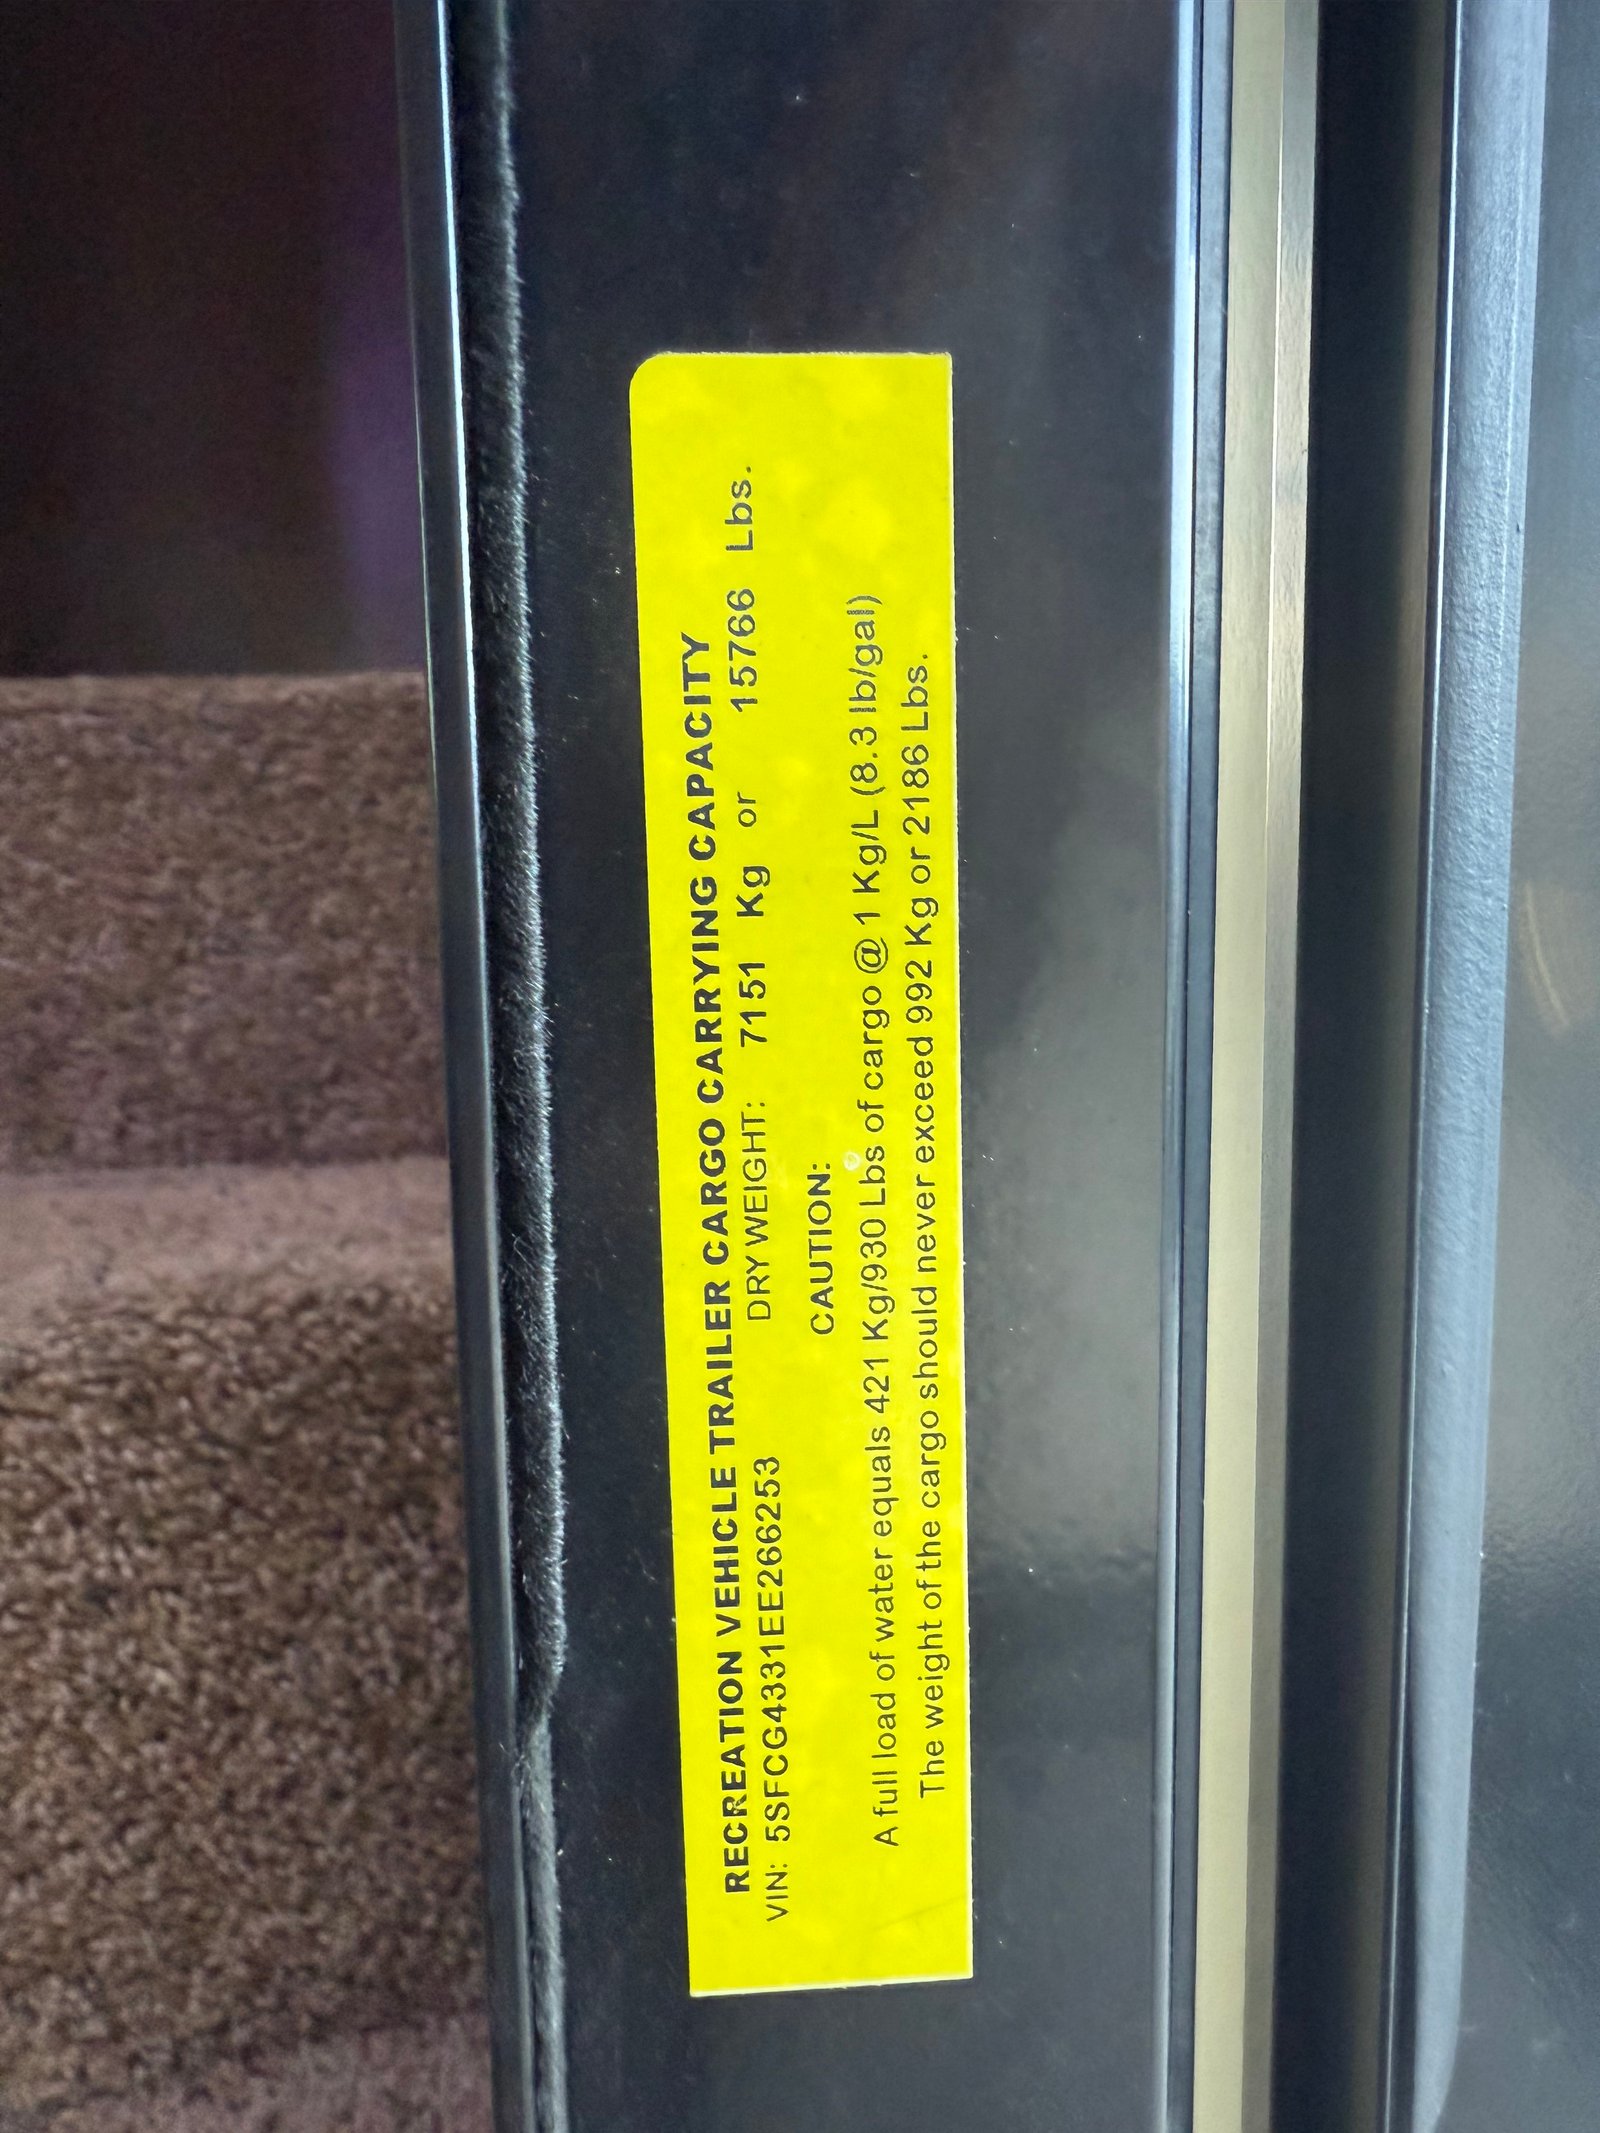 RECREATION VEHICLE TRAILER CARGO CARRYING CAPACITY
VIN: 5SFCG4331EE266253 DRY WEIGHT: 7151 Kg or 15766 Lbs.
CAUTION:
A full load of water equals 421 Kg/930 Lbs of cargo @ 1 Kg/L (8.3 lb/gal)
The weight of the cargo should never exceed 992 Kg or 2186 Lbs.